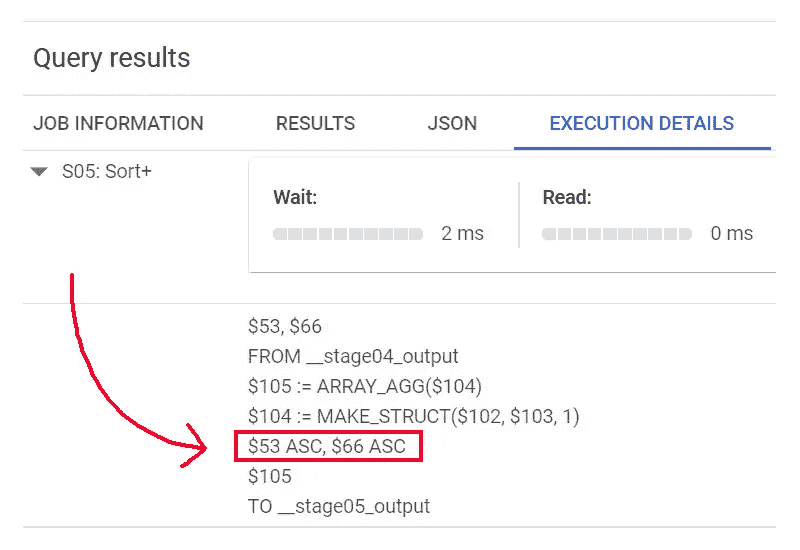 Query results
JOB INFORMATION RESULTS JSON EXECUTION DETAILS
S05: Sort+
Wait: Read:
2 ms 0 ms
$53, $66
FROM __stage04_output
$105 := ARRAY_AGG($104)
$104 := MAKE_STRUCT($102, $103, 1)
$53 ASC, $66 ASC
$105
TO __stage05_output